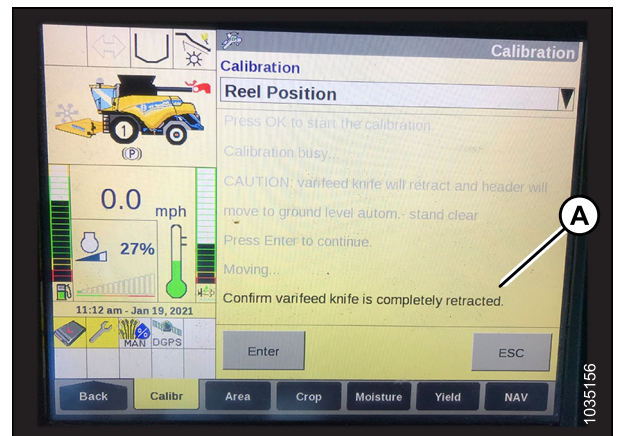 Calibration
Calibration
Reel Position
Press OK to start the calibration.
Calibration busy...
CAUTION: varifeed knife will retract and header will
move to ground level autom.- stand clear
Press Enter to continue.
Moving...
Confirm varifeed knife is completely retracted.
Enter
ESC
1
(P)
0.0 mph
27%
11:12 am - Jan 19, 2021
MAN
DGPS
Back
Calibr
Area
Crop
Moisture
Yield
NAV
A
1035156